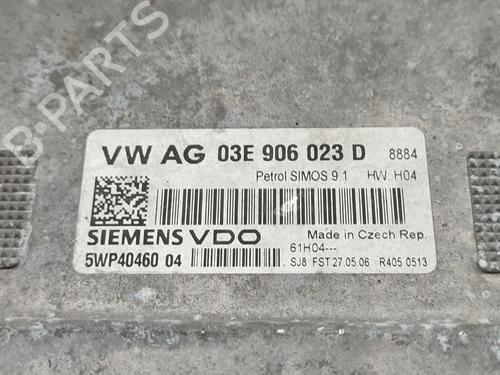 B-PARTS
VW AG 03E 906 023 D 8884
Petrol SIMOS 9.1 HW H04
SIEMENS VDO Made in Czech Rep.
61H04---
5WP40460 04 SJ8 FST 27.05.06 R405 0513